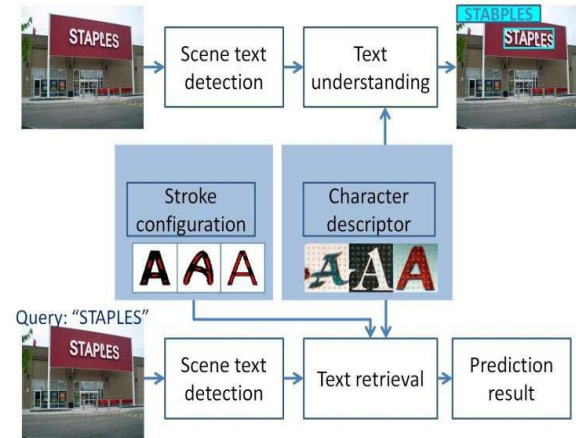 STABPLES
STAPLES
STAPLES
Scene text
detection
Text
understanding
Stroke
configuration
Character
descriptor
A A A
A A A
Query: “STAPLES”
STAPLES
Scene text
detection
Text retrieval
Prediction
result